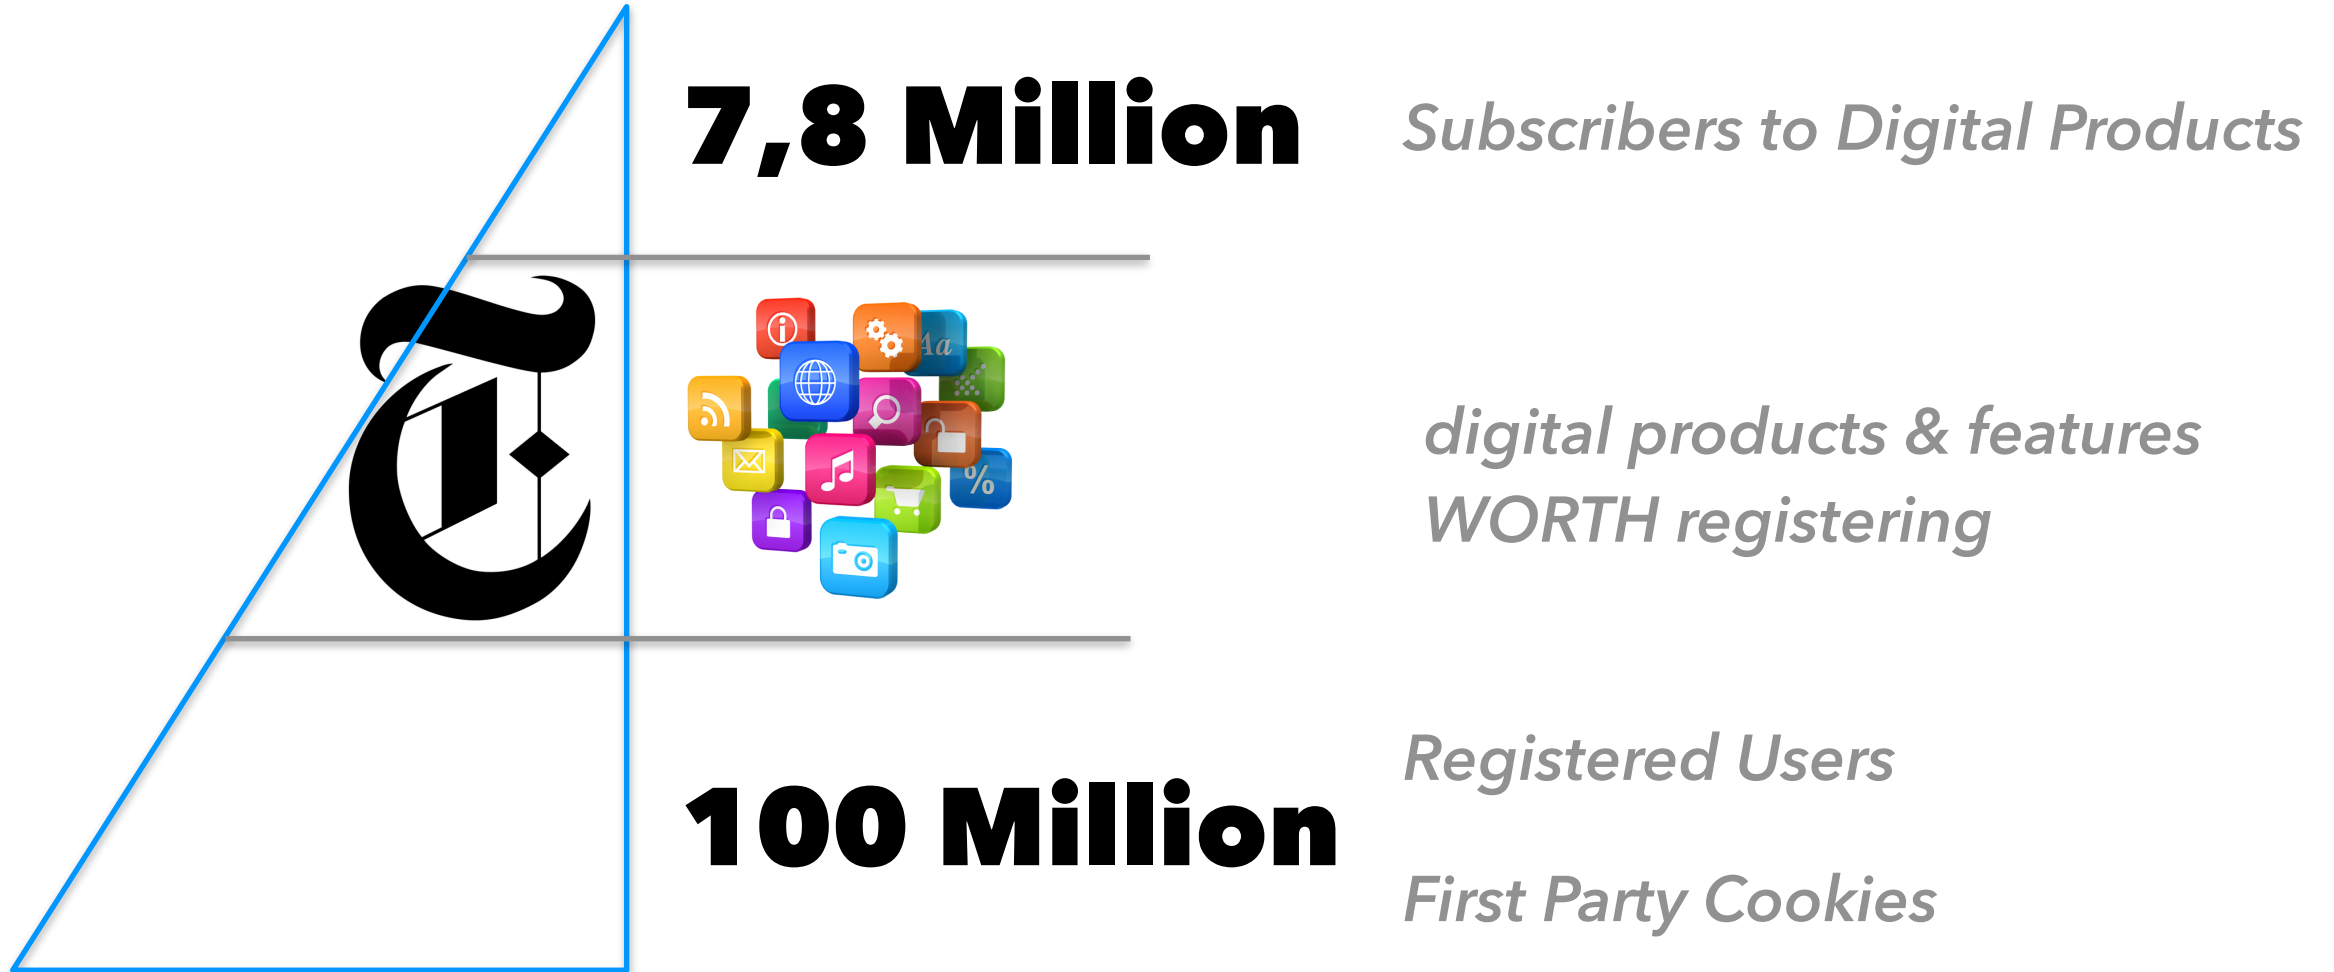 7,8 Million
Subscribers to Digital Products
Aa
%
digital products & features
WORTH registering
100 Million
Registered Users
First Party Cookies